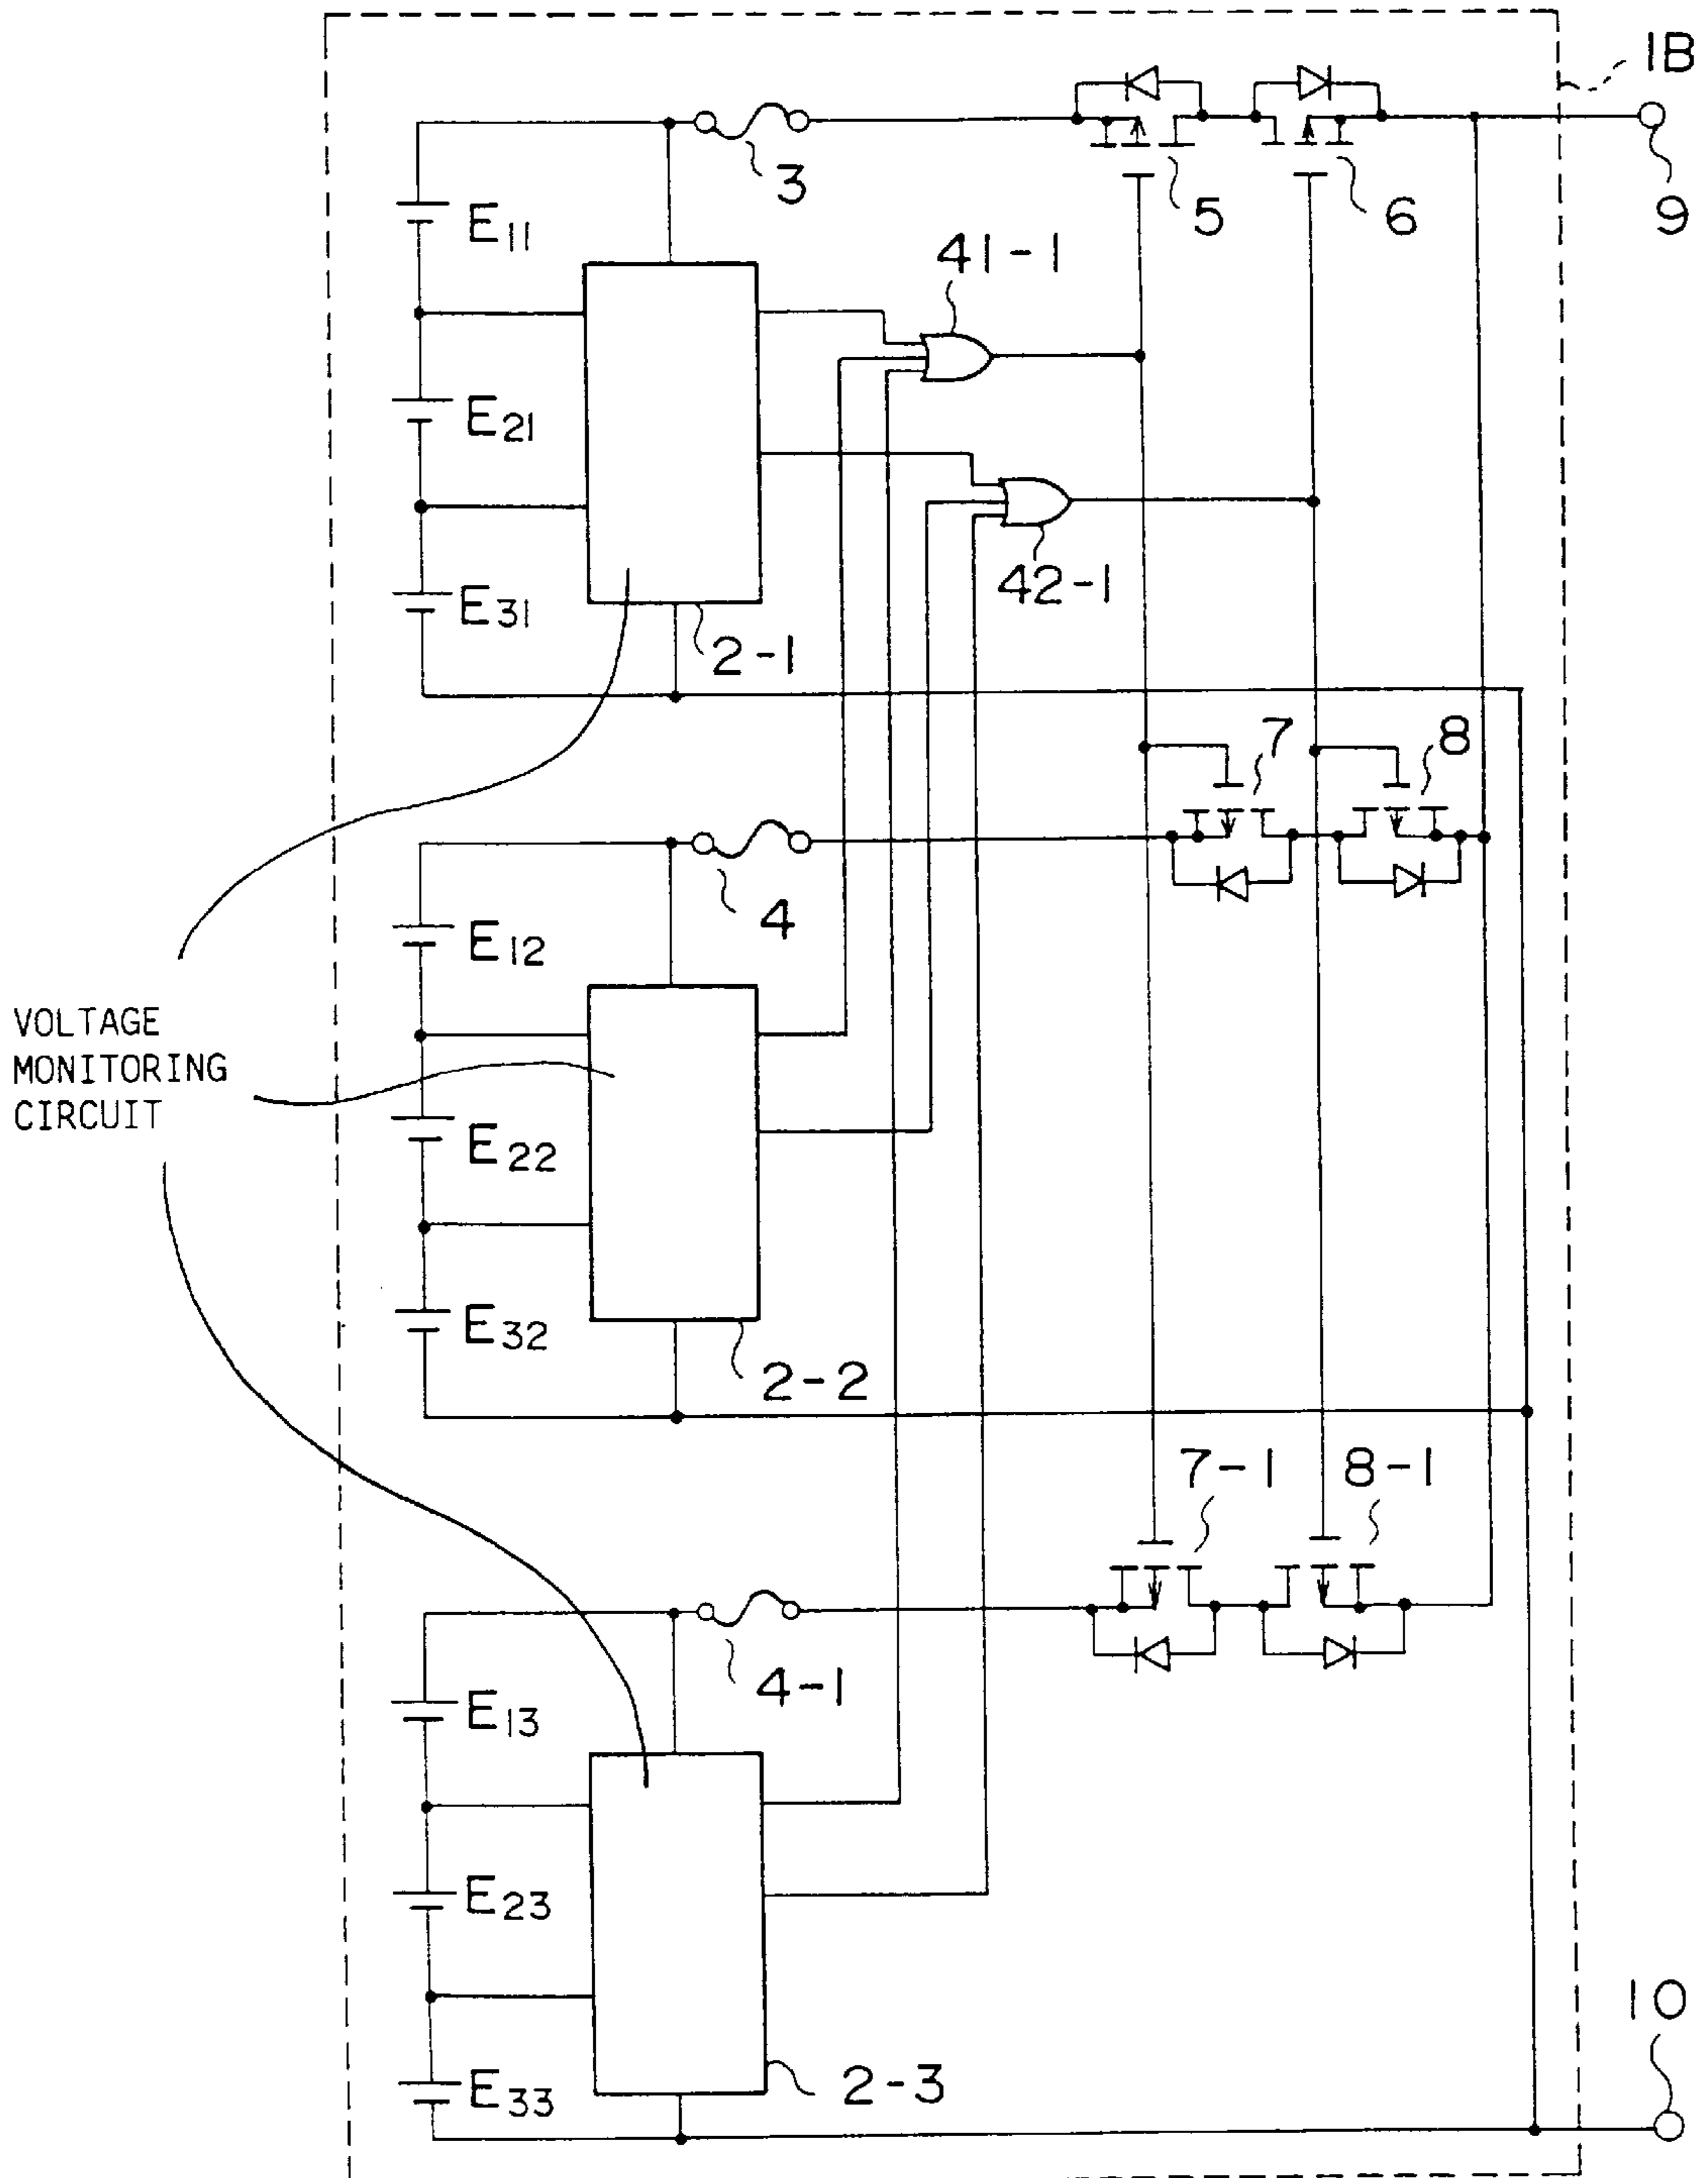 1B
3
5
6
9
E11
41-1
E21
42-1
E31
2-1
7
8
4
E12
VOLTAGE
MONITORING
CIRCUIT
E22
E32
2-2
7-1
8-1
4-1
E13
E23
10
2-3
E33